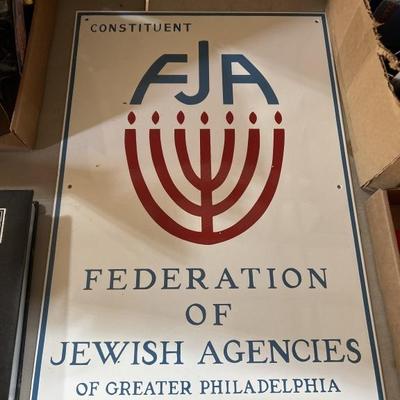 CONSTITUENT
FJA
FEDERATION
OF
JEWISH AGENCIES
OF GREATER PHILADELPHIA